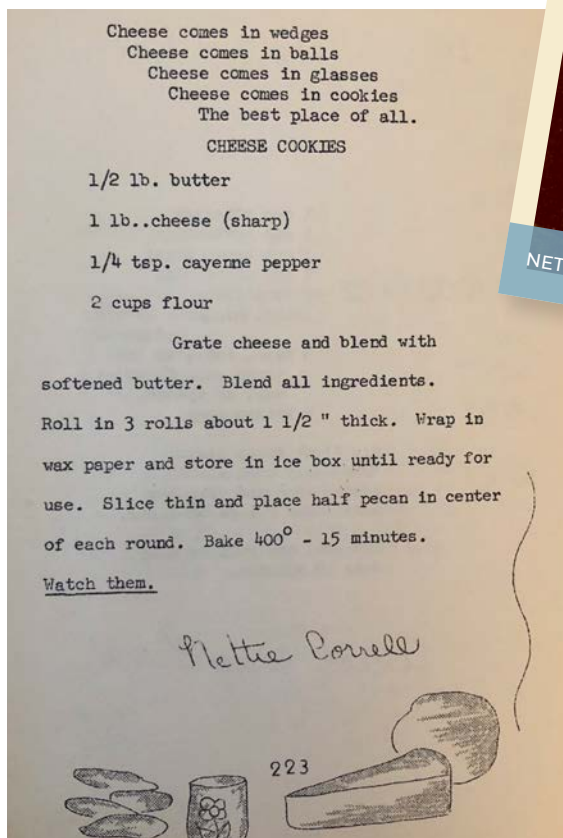 Cheese comes in wedges
Cheese comes in balls
Cheese comes in glasses
Cheese comes in cookies
The best place of all.
CHEESE COOKIES
1/2 lb. butter
1 lb..cheese (sharp)
1/4 tsp. cayenne pepper
2 cups flour
Grate cheese and blend with
softened butter. Blend all ingredients.
Roll in 3 rolls about 1 1/2 " thick. Wrap in
wax paper and store in ice box until ready for
use. Slice thin and place half pecan in center
of each round. Bake 400° - 15 minutes.
Watch them.
Nettie Correll
223
NET